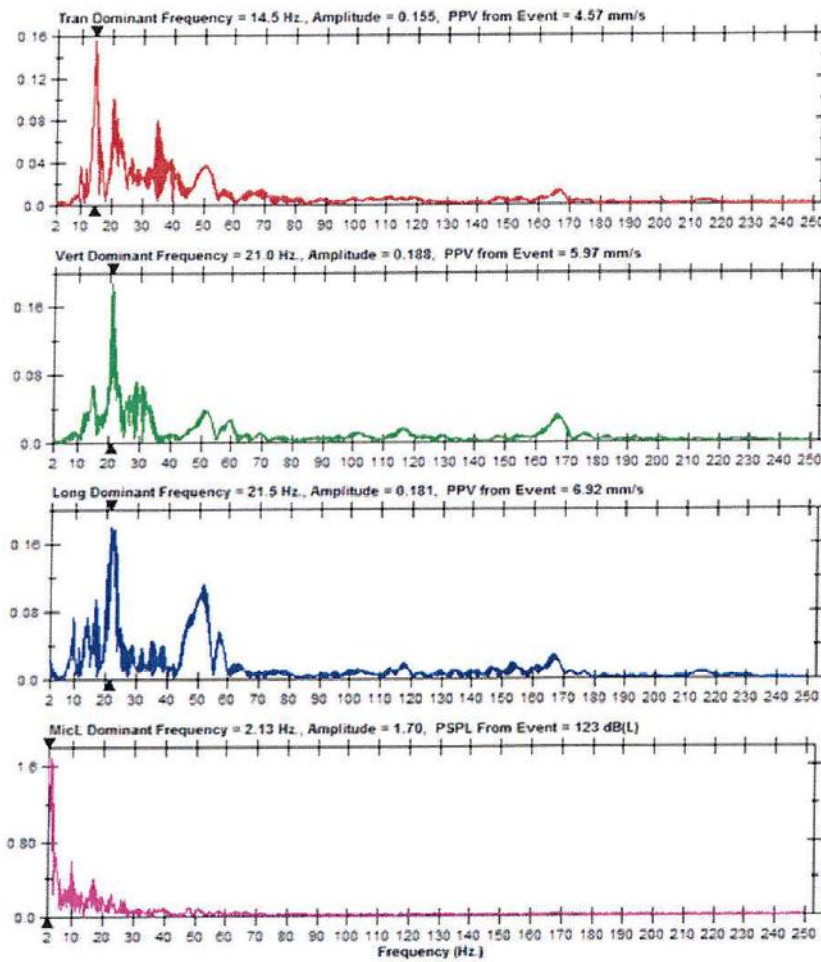 Tran Dominant Frequency = 14.5 Hz., Amplitude = 0.155, PPV from Event = 4.57 mm/s
0.16
0.12
0.08
0.04
0.0
2 10 20 30 40 50 60 70 80 90 100 110 120 130 140 150 160 170 180 190 200 210 220 230 240 250
Vert Dominant Frequency = 21.0 Hz., Amplitude = 0.188, PPV from Event = 5.97 mm/s
0.16
0.08
0.0
2 10 20 30 40 50 60 70 80 90 100 110 120 130 140 150 160 170 180 190 200 210 220 230 240 250
Long Dominant Frequency = 21.5 Hz., Amplitude = 0.181, PPV from Event = 6.92 mm/s
0.16
0.08
0.0
2 10 20 30 40 50 60 70 80 90 100 110 120 130 140 150 160 170 180 190 200 210 220 230 240 250
MicL Dominant Frequency = 2.13 Hz., Amplitude = 1.70, PSPL From Event = 123 dB(L)
1.6
0.80
0.0
2 10 20 30 40 50 60 70 80 90 100 110 120 130 140 150 160 170 180 190 200 210 220 230 240 250
Frequency (Hz.)